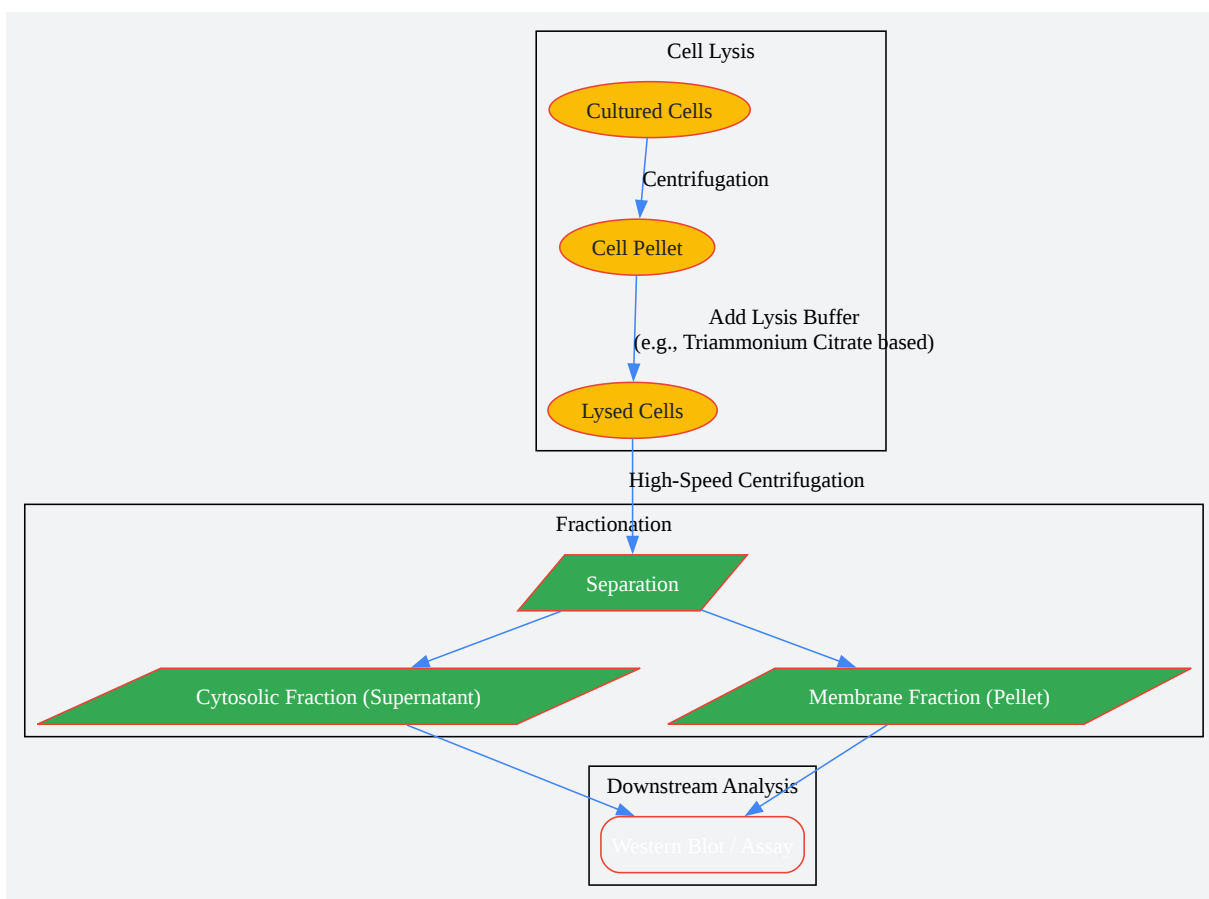 Cell Lysis
Cultured Cells
Centrifugation
Cell Pellet
Add Lysis Buffer
(e.g., Triammonium Citrate based)
Lysed Cells
High-Speed Centrifugation
Fractionation
Separation
Cytosolic Fraction (Supernatant)
Membrane Fraction (Pellet)
Downstream Analysis
Western Blot / Assay